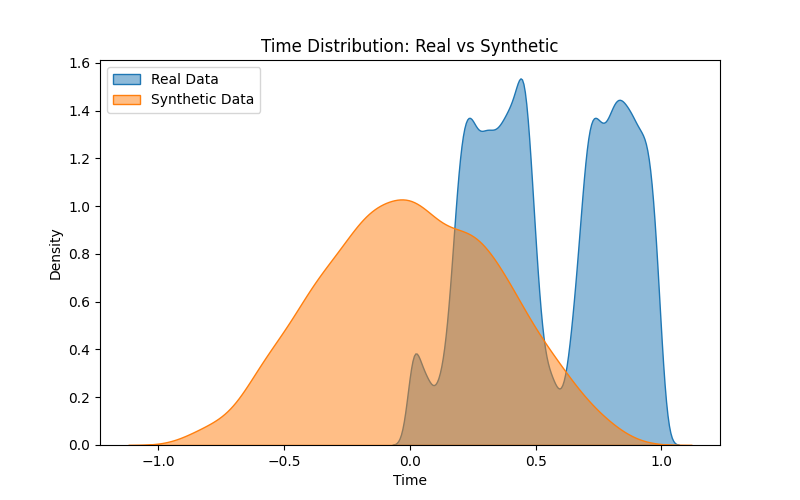 Time Distribution: Real vs Synthetic
Real Data
Synthetic Data
Density
1.6
1.4
1.2
1.0
0.8
0.6
0.4
0.2
0.0
−1.0
−0.5
0.0
0.5
1.0
Time